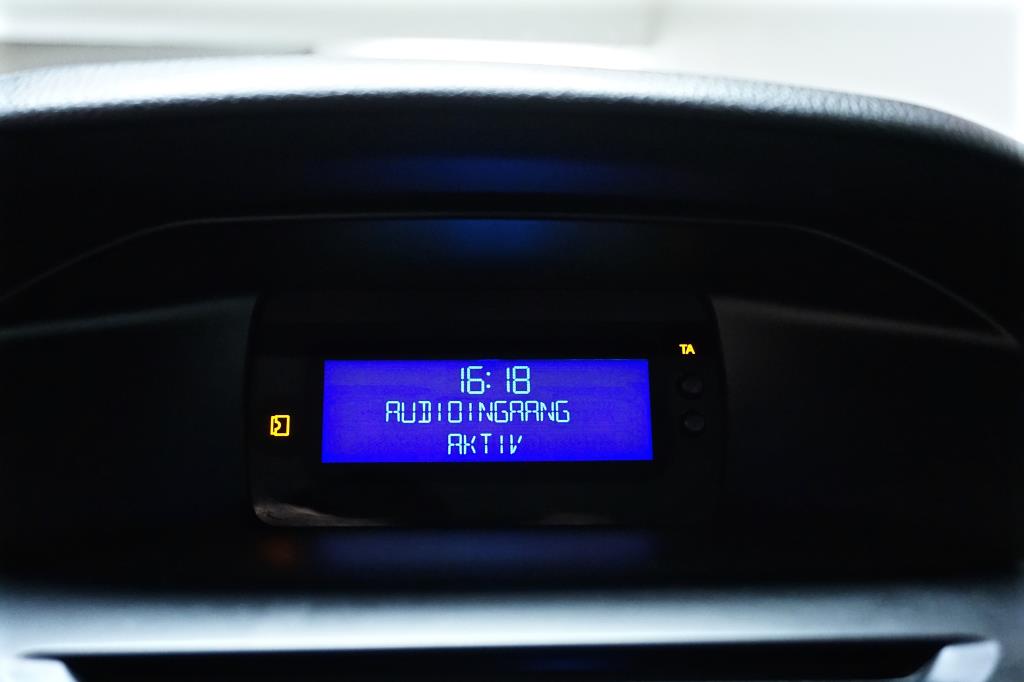 TA
16:18
AUDIOINGAANG
AKTIV